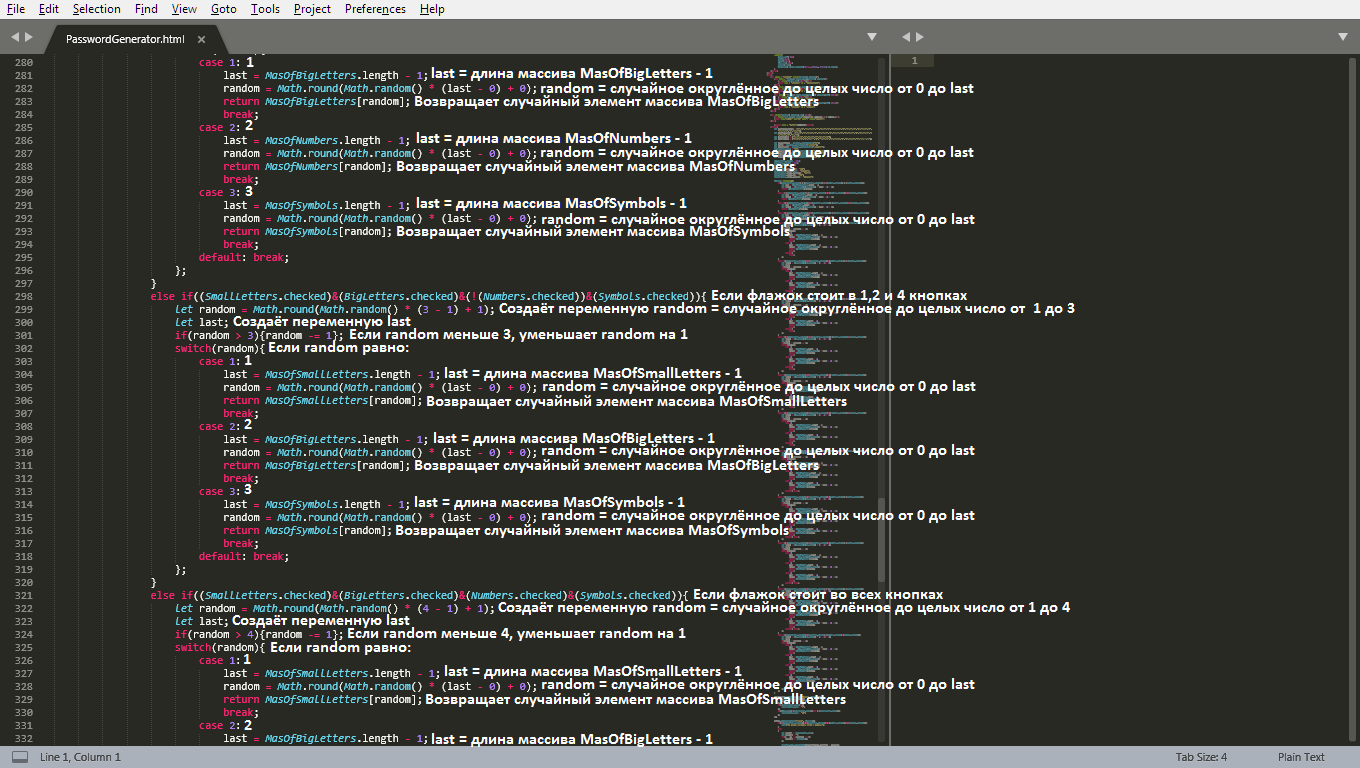 File Edit Selection Find View Goto Tools Project Preferences Help
PasswordGenerator.html ×
1
280 case 1: 1
281 last = MasOfBigLetters.length - 1; last = длина массива MasOfBigLetters - 1
282 random = Math.round(Math.random() * (last - 0) + 0); random = случайное округлённое до целых число от 0 до last
283 return MasOfBigLetters[random]; Возвращает случайный элемент массива MasOfBigLetters
284 break;
285 case 2: 2
286 last = MasOfNumbers.length - 1; last = длина массива MasOfNumbers - 1
287 random = Math.round(Math.random() * (last - 0) + 0); random = случайное округлённое до целых число от 0 до last
288 return MasOfNumbers[random]; Возвращает случайный элемент массива MasOfNumbers
289 break;
290 case 3: 3
291 last = MasOfSymbols.length - 1; last = длина массива MasOfSymbols - 1
292 random = Math.round(Math.random() * (last - 0) + 0); random = случайное округлённое до целых число от 0 до last
293 return MasOfSymbols[random]; Возвращает случайный элемент массива MasOfSymbols
294 break;
295 default: break;
296 };
297 }
298 else if((SmallLetters.checked)&(BigLetters.checked)&(!(Numbers.checked))&(Symbols.checked)){ Если флажок стоит в 1,2 и 4 кнопках
299 let random = Math.round(Math.random() * (3 - 1) + 1); Создаёт переменную random = случайное округлённое до целых число от 1 до 3
300 let last; Создаёт переменную last
301 if(random > 3){random -= 1}; Если random меньше 3, уменьшает random на 1
302 switch(random){ Если random равно:
303 case 1: 1
304 last = MasOfSmallLetters.length - 1; last = длина массива MasOfSmallLetters - 1
305 random = Math.round(Math.random() * (last - 0) + 0); random = случайное округлённое до целых число от 0 до last
306 return MasOfSmallLetters[random]; Возвращает случайный элемент массива MasOfSmallLetters
307 break;
308 case 2: 2
309 last = MasOfBigLetters.length - 1; last = длина массива MasOfBigLetters - 1
310 random = Math.round(Math.random() * (last - 0) + 0); random = случайное округлённое до целых число от 0 до last
311 return MasOfBigLetters[random]; Возвращает случайный элемент массива MasOfBigLetters
312 break;
313 case 3: 3
314 last = MasOfSymbols.length - 1; last = длина массива MasOfSymbols - 1
315 random = Math.round(Math.random() * (last - 0) + 0); random = случайное округлённое до целых число от 0 до last
316 return MasOfSymbols[random]; Возвращает случайный элемент массива MasOfSymbols
317 break;
318 default: break;
319 };
320 }
321 else if((SmallLetters.checked)&(BigLetters.checked)&(Numbers.checked)&(Symbols.checked)){ Если флажок стоит во всех кнопках
322 let random = Math.round(Math.random() * (4 - 1) + 1); Создаёт переменную random = случайное округлённое до целых число от 1 до 4
323 let last; Создаёт переменную last
324 if(random > 4){random -= 1}; Если random меньше 4, уменьшает random на 1
325 switch(random){ Если random равно:
326 case 1: 1
327 last = MasOfSmallLetters.length - 1; last = длина массива MasOfSmallLetters - 1
328 random = Math.round(Math.random() * (last - 0) + 0); random = случайное округлённое до целых число от 0 до last
329 return MasOfSmallLetters[random]; Возвращает случайный элемент массива MasOfSmallLetters
330 break;
331 case 2: 2
332 last = MasOfBigLetters.length - 1; last = длина массива MasOfBigLetters - 1
Line 1, Column 1 Tab Size: 4 Plain Text